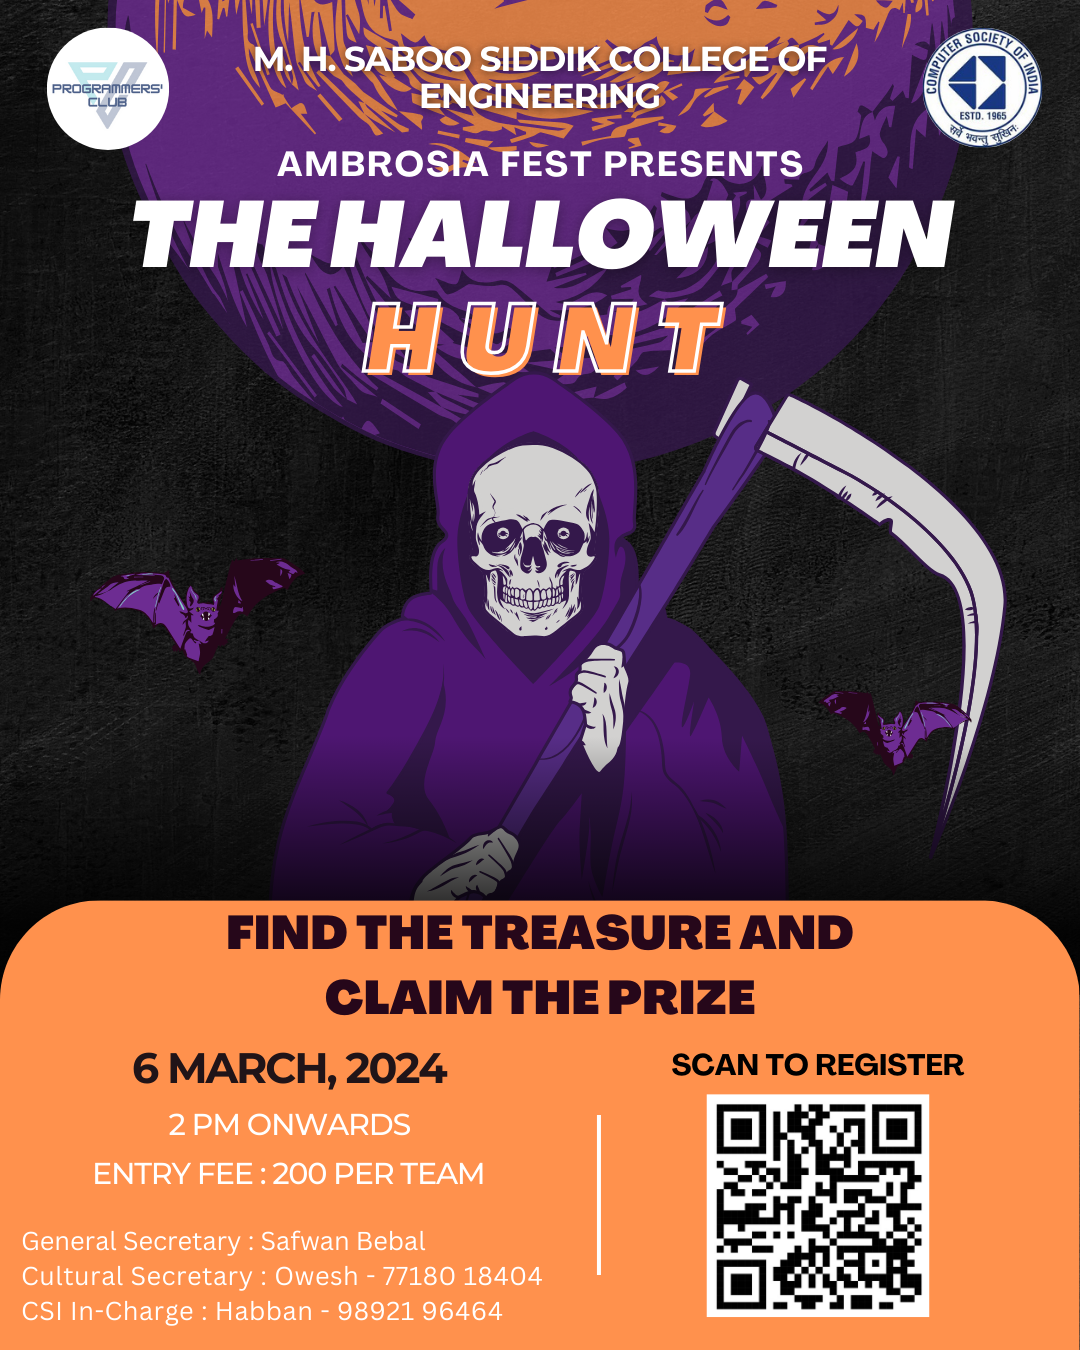 PROGRAMMERS'
CLUB
M. H. SABOO SIDDIK COLLEGE OF
ENGINEERING
COMPUTER SOCIETY OF INDIA
ESTD. 1965
सर्वे भवन्तु सुखिनः
AMBROSIA FEST PRESENTS
THE HALLOWEEN
HUNT
FIND THE TREASURE AND
CLAIM THE PRIZE
6 MARCH, 2024
2 PM ONWARDS
ENTRY FEE : 200 PER TEAM
General Secretary : Safwan Bebal
Cultural Secretary : Owesh - 77180 18404
CSI In-Charge : Habban - 98921 96464
SCAN TO REGISTER